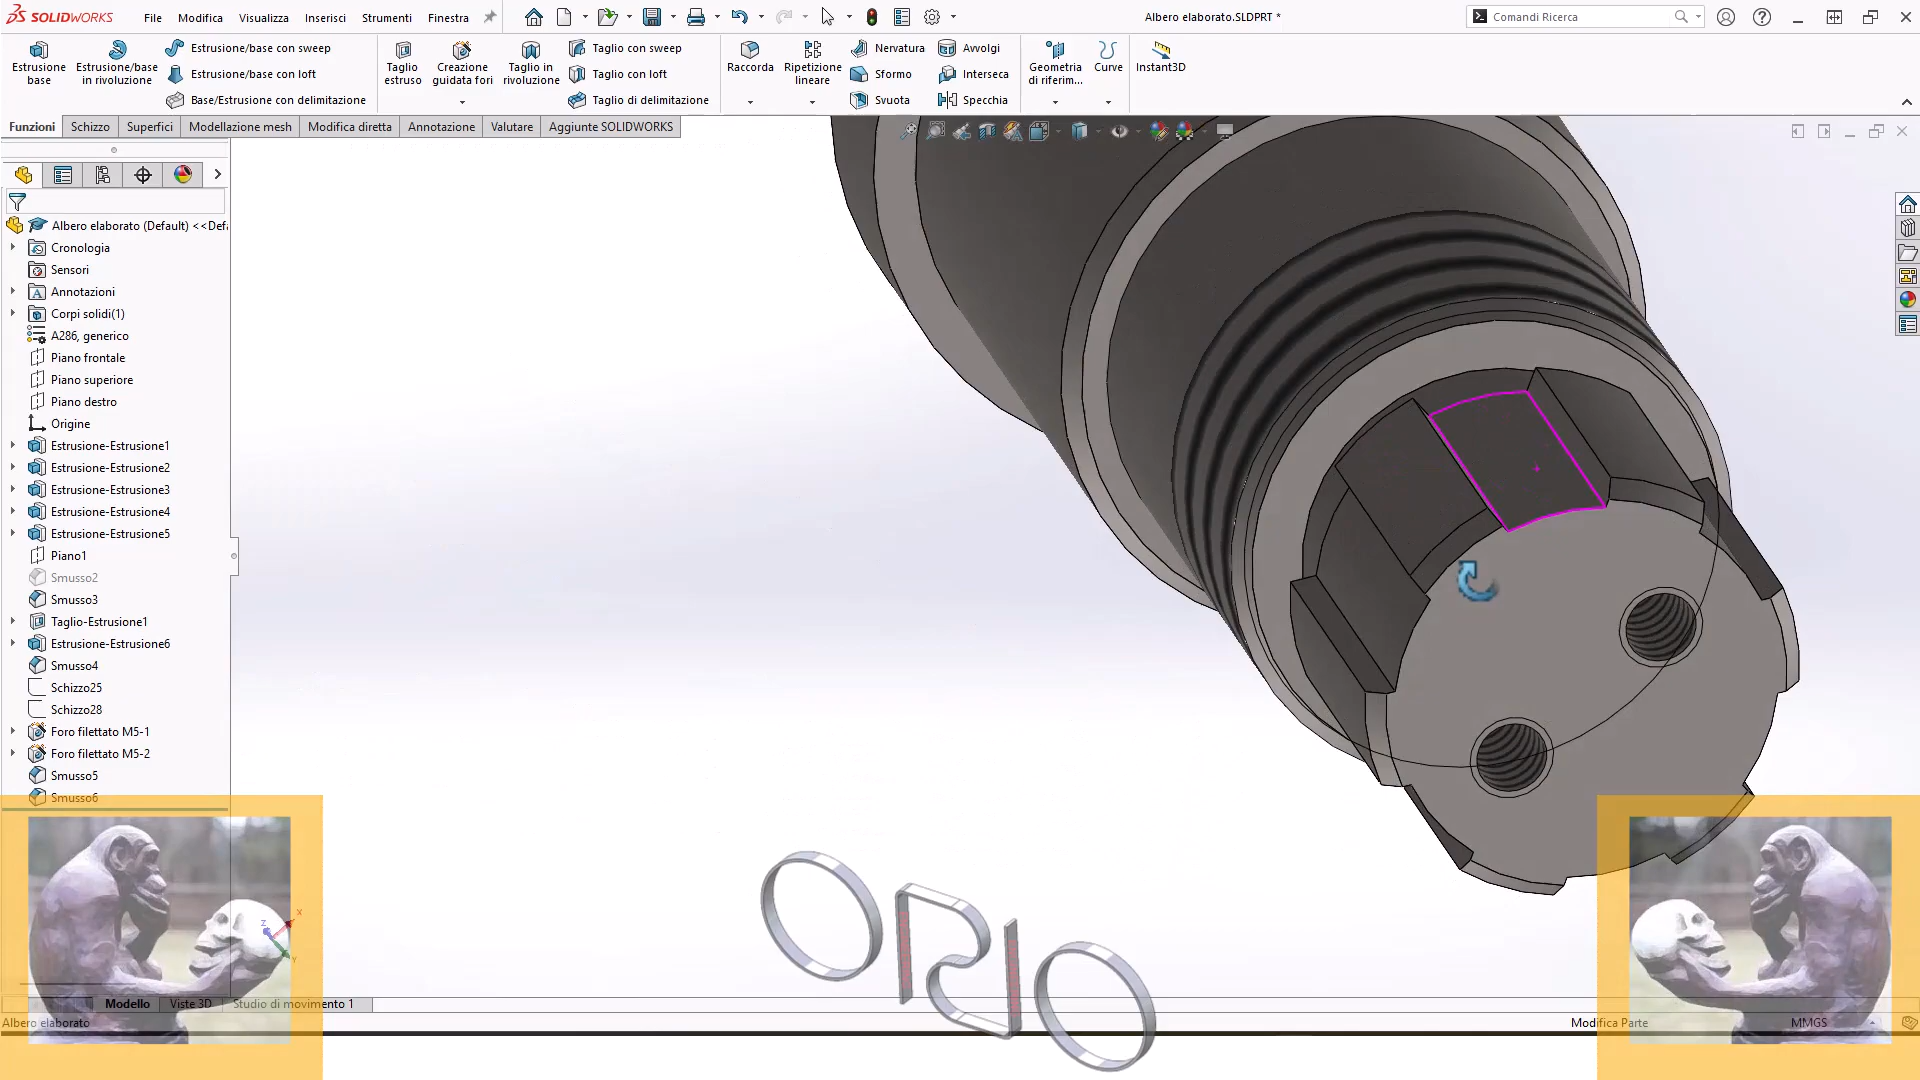 SOLIDWORKS File Modifica Visualizza Inserisci Strumenti Finestra Albero elaborato.SLDPRT * Comandi Ricerca
Estrusione base
Estrusione/base in rivoluzione
Estrusione/base con sweep
Estrusione/base con loft
Base/Estrusione con delimitazione
Taglio estruso
Creazione guidata fori
Taglio in rivoluzione
Taglio con sweep
Taglio con loft
Taglio di delimitazione
Raccorda
Ripetizione lineare
Nervatura
Sformo
Svuota
Avvolgi
Interseca
Specchia
Geometria di riferim...
Curve
Instant3D
Funzioni Schizzo Superfici Modellazione mesh Modifica diretta Annotazione Valutare Aggiunte SOLIDWORKS
Albero elaborato (Default) <<Def
Cronologia
Sensori
Annotazioni
Corpi solidi(1)
A286, generico
Piano frontale
Piano superiore
Piano destro
Origine
Estrusione-Estrusione1
Estrusione-Estrusione2
Estrusione-Estrusione3
Estrusione-Estrusione4
Estrusione-Estrusione5
Piano1
Smusso2
Smusso3
Taglio-Estrusione1
Estrusione-Estrusione6
Smusso4
Schizzo25
Schizzo28
Foro filettato M5-1
Foro filettato M5-2
Smusso5
Smusso6
Z X Y
Modello Viste 3D Studio di movimento 1
Albero elaborato Modifica Parte MMGS